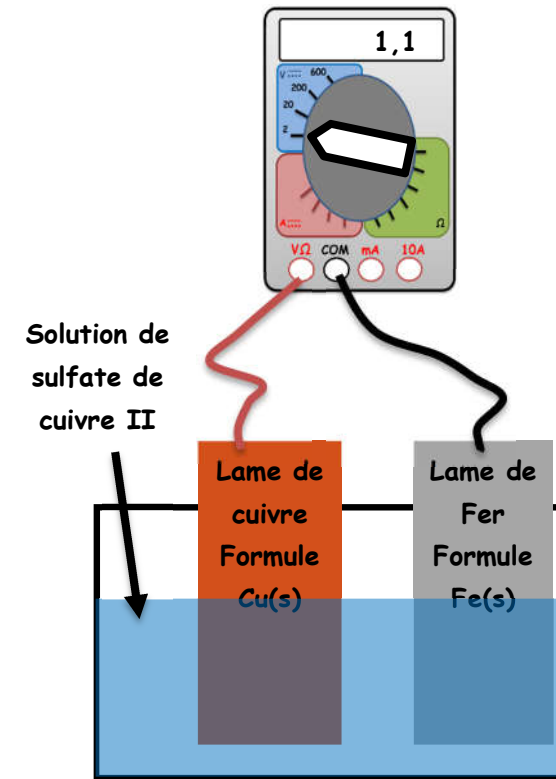 1,1
V
600
200
20
2
A
Ω
VΩ COM mA 10A
Solution de
sulfate de
cuivre II
Lame de
cuivre
Formule
Cu(s)
Lame de
Fer
Formule
Fe(s)